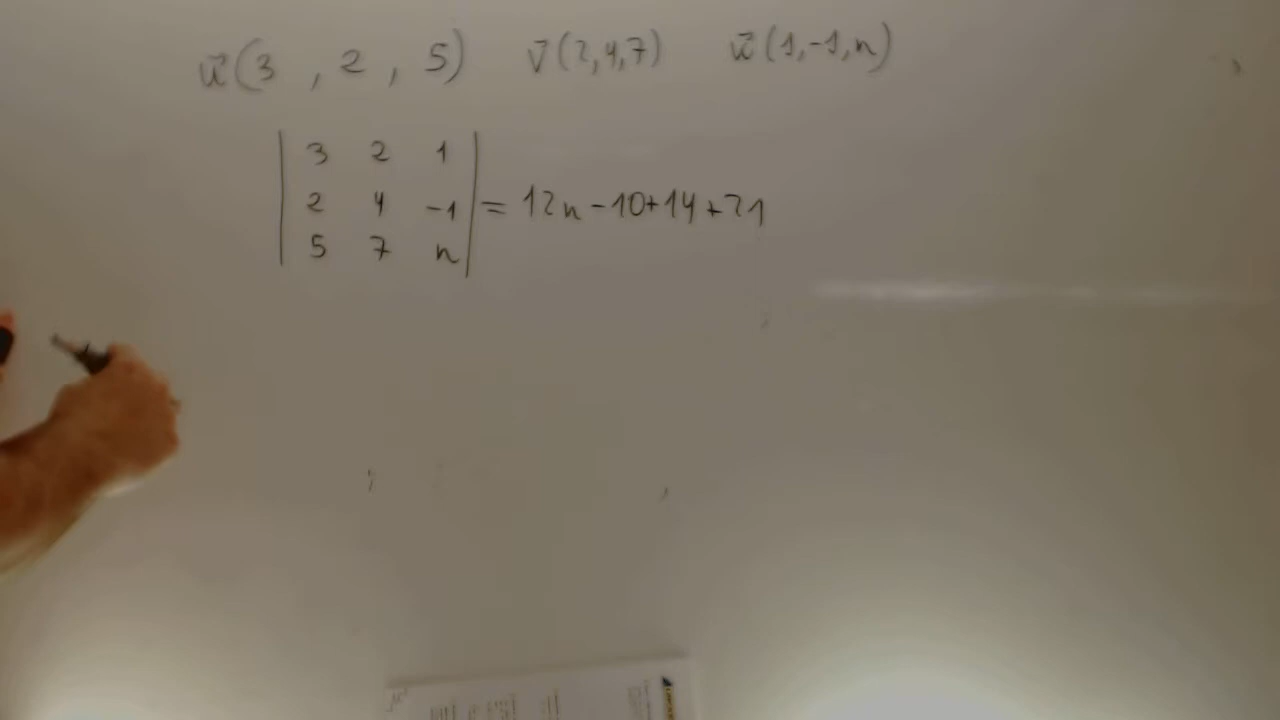 u⃗(3 , 2 , 5) v⃗(2,4,7) w⃗(1,-1,n)
| 3 2 1 |
| 2 4 -1 | = 12n-10+14+21
| 5 7 n |